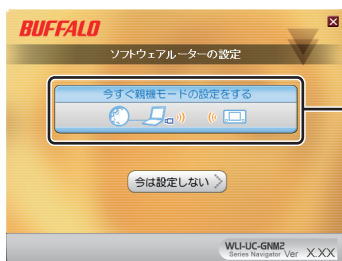 BUFFALO
ソフトウェアルーターの設定
今すぐ親機モードの設定をする
今は設定しない
WLI-UC-GNM2
Series Navigator Ver X.XX